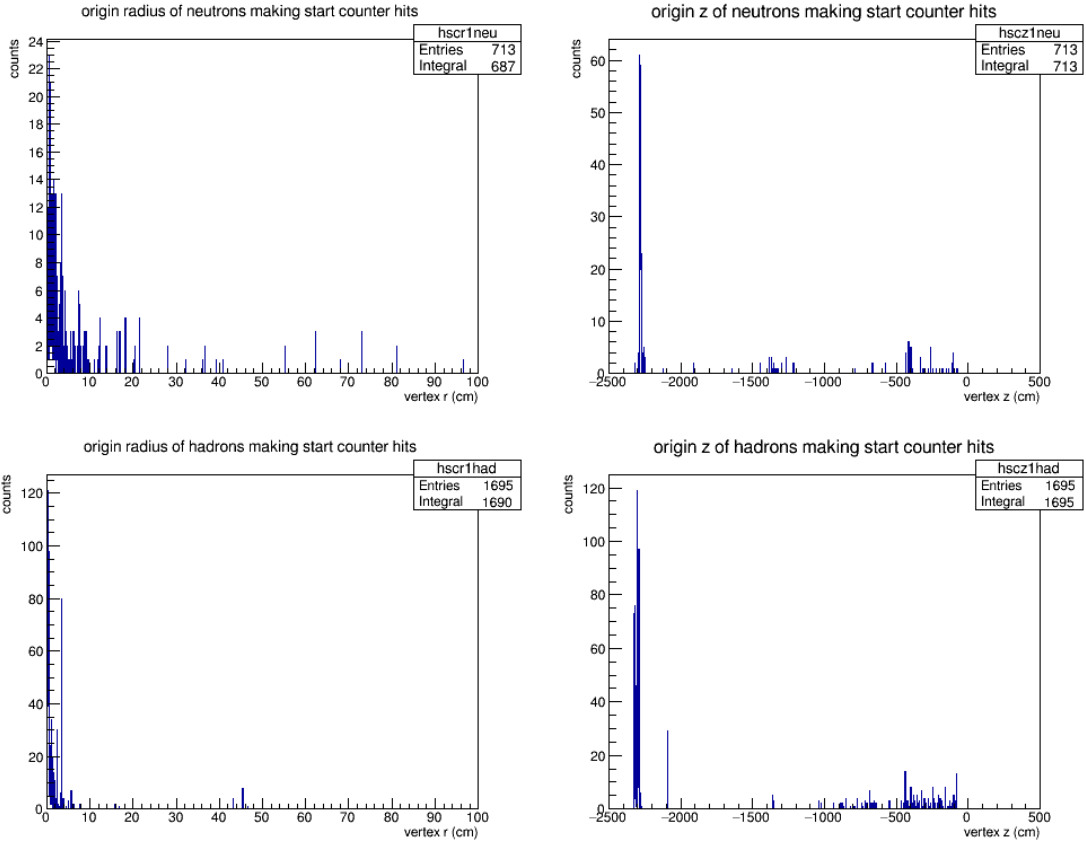 origin radius of neutrons making start counter hits
hscr1neu
Entries 713
Integral 687
counts
24
22
20
18
16
14
12
10
8
6
4
2
0
0 10 20 30 40 50 60 70 80 90 100
vertex r (cm)
origin z of neutrons making start counter hits
hscz1neu
Entries 713
Integral 713
counts
60
50
40
30
20
10
0
−2500 −2000 −1500 −1000 −500 0 500
vertex z (cm)
origin radius of hadrons making start counter hits
hscr1had
Entries 1695
Integral 1690
counts
120
100
80
60
40
20
0
0 10 20 30 40 50 60 70 80 90 100
vertex r (cm)
origin z of hadrons making start counter hits
hscz1had
Entries 1695
Integral 1695
counts
120
100
80
60
40
20
0
−2500 −2000 −1500 −1000 −500 0 500
vertex z (cm)